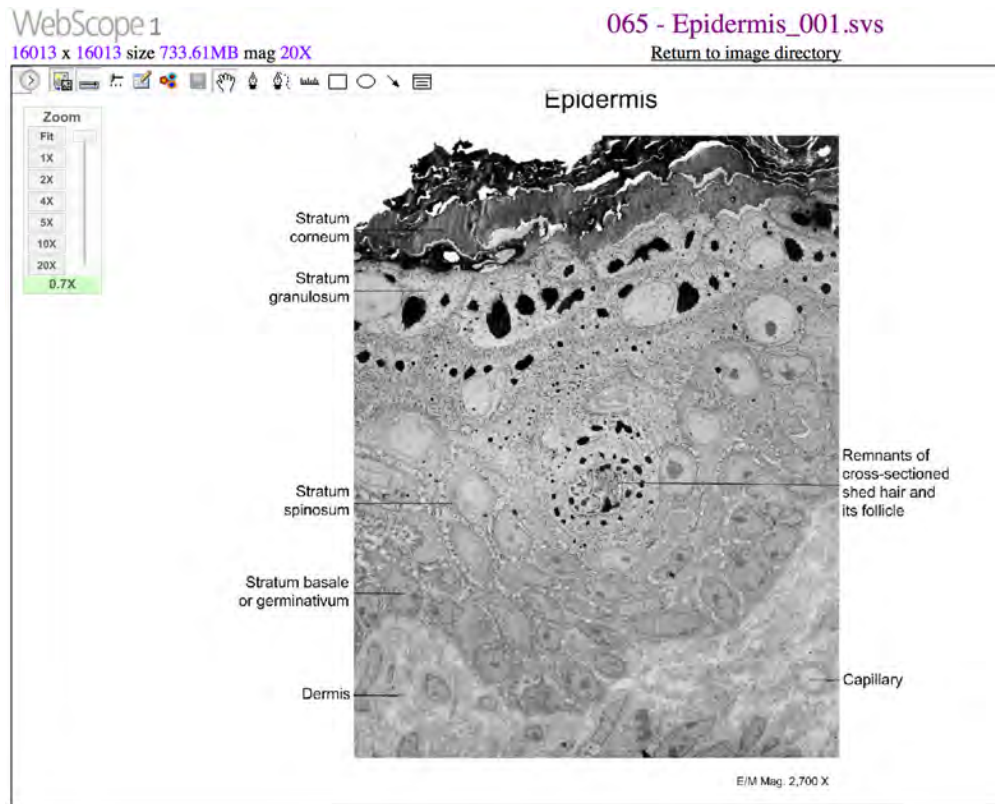 WebScope 1
065 - Epidermis_001.svs
16013 x 16013 size 733.61MB mag 20X
Return to image directory
Zoom
Fit
1X
2X
4X
5X
10X
20X
0.7X
Epidermis
Stratum
corneum
Stratum
granulosum
Stratum
spinosum
Stratum basale
or germinativum
Dermis
Remnants of
cross-sectioned
shed hair and
its follicle
Capillary
E/M Mag. 2,700 X